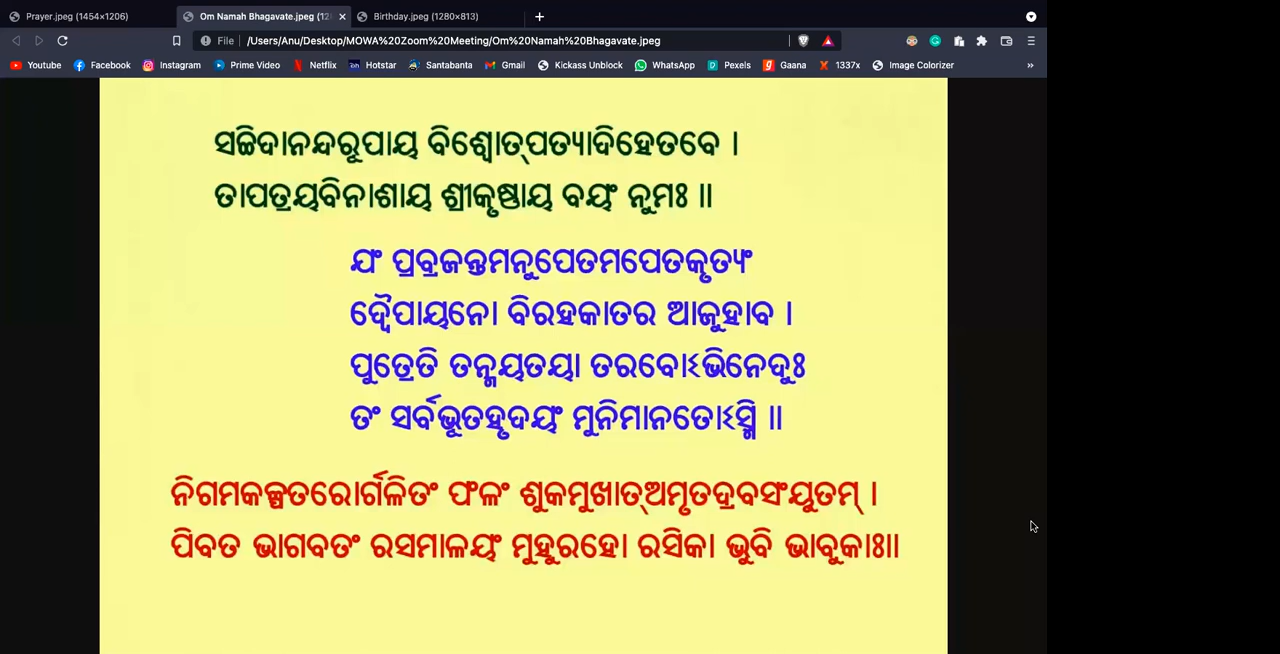 Prayer.jpeg (1454×1206)
Om Namah Bhagavate.jpeg (12
Birthday.jpeg (1280×813)
File /Users/Anu/Desktop/MOWA%20Zoom%20Meeting/Om%20Namah%20Bhagavate.jpeg
Youtube Facebook Instagram Prime Video Netflix Hotstar Santabanta Gmail Kickass Unblock WhatsApp Pexels Gaana 1337x Image Colorizer »
ସଚ୍ଚିଦାନନ୍ଦରୂପାୟ ବିଶ୍ୱୋତ୍‌ପତ୍ୟାଦିହେତବେ ।
ତାପତ୍ରୟବିନାଶାୟ ଶ୍ରୀକୃଷ୍ଣାୟ ବୟଂ ନୁମଃ ॥
ଯଂ ପ୍ରବ୍ରଜନ୍ତମନୁପେତମପେତକୃତ୍ୟଂ
ଦ୍ୱୈପାୟନୋ ବିରହକାତର ଆଜୁହାବ ।
ପୁତ୍ରେତି ତନ୍ମୟତୟା ତରବୋଽଭିନେଦୁଃ
ତଂ ସର୍ବଭୂତହୃଦୟଂ ମୁନିମାନତୋଽସ୍ମି ॥
ନିଗମକଳ୍ପତରୋର୍ଗଳିତଂ ଫଳଂ ଶୁକମୁଖାତ୍‌ଅମୃତଦ୍ରବସଂଯୁତମ୍ ।
ପିବତ ଭାଗବତଂ ରସମାଳୟଂ ମୁହୁରହୋ ରସିକା ଭୁବି ଭାବୁକାଃ॥